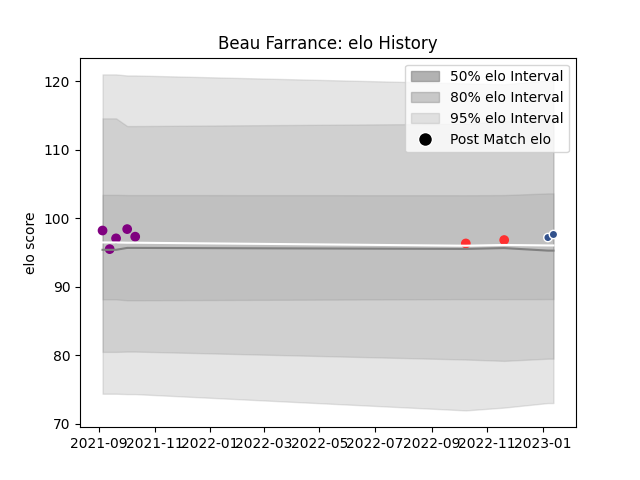 Beau Farrance: elo History
50% elo Interval
80% elo Interval
95% elo Interval
Post Match elo
elo score
120
110
100
90
80
70
2021-09 2021-11 2022-01 2022-03 2022-05 2022-07 2022-09 2022-11 2023-01